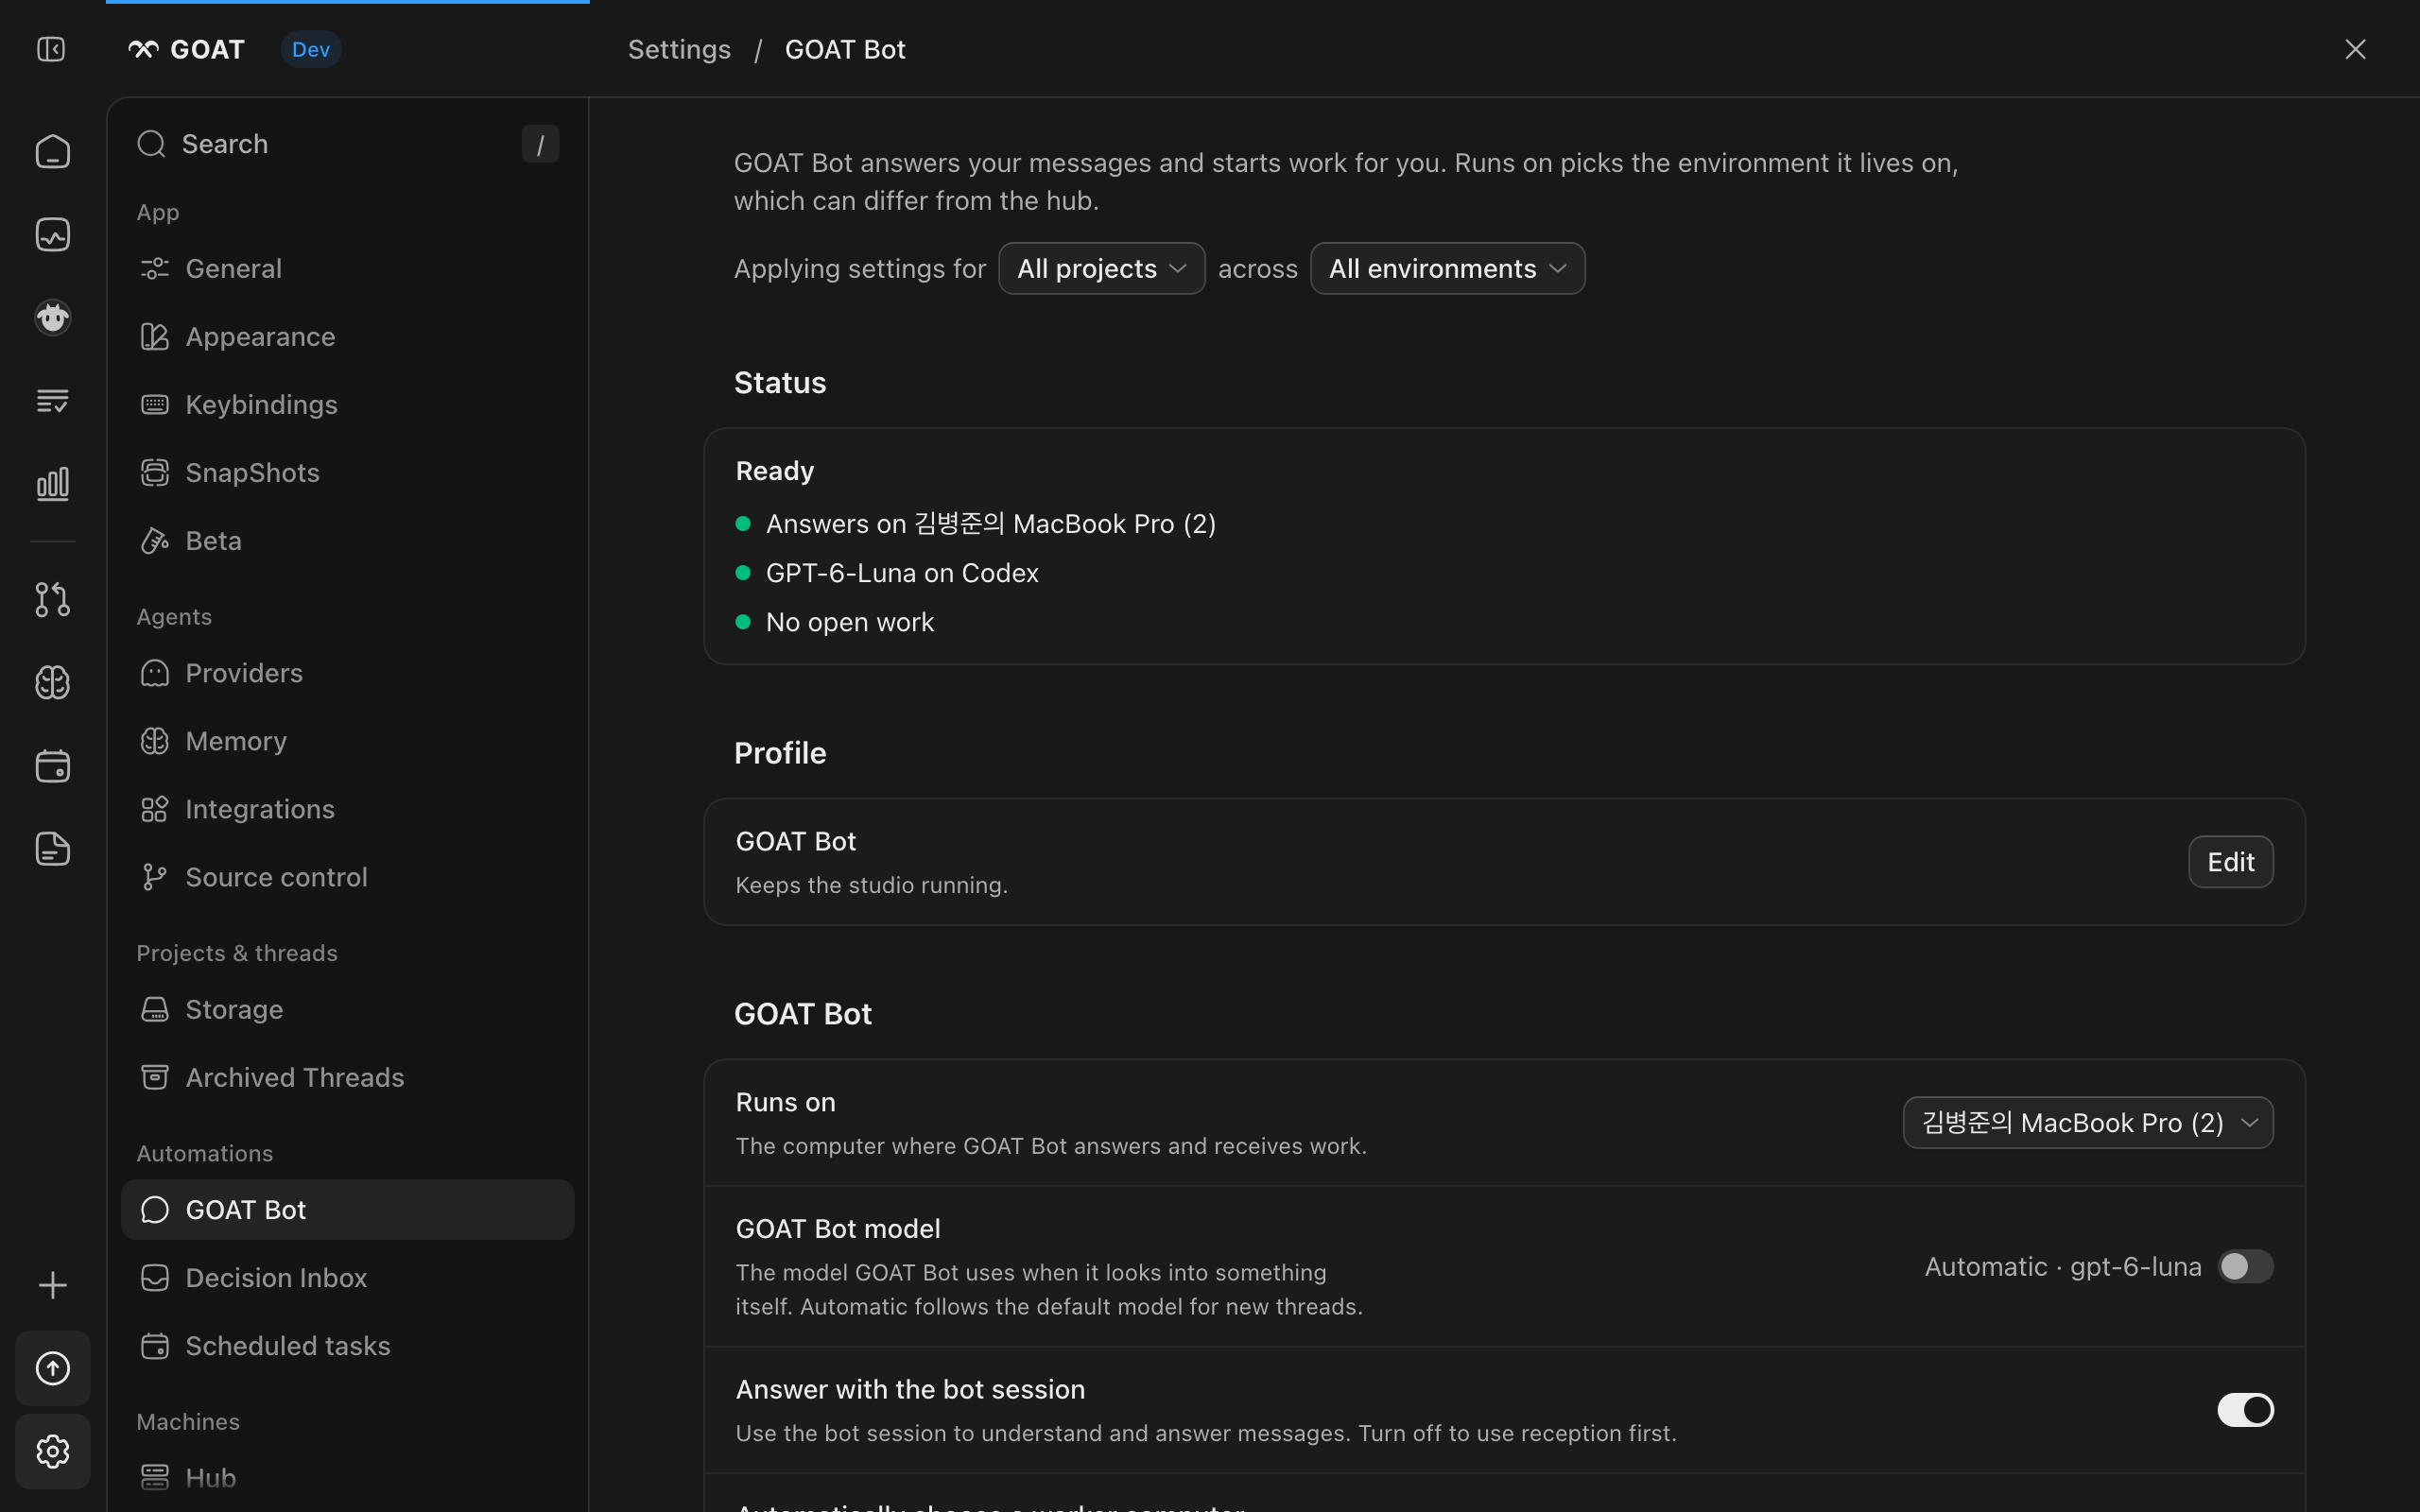 GOAT Dev
Settings / GOAT Bot
Search /
App
General
Appearance
Keybindings
SnapShots
Beta
Agents
Providers
Memory
Integrations
Source control
Projects & threads
Storage
Archived Threads
Automations
GOAT Bot
Decision Inbox
Scheduled tasks
Machines
Hub
GOAT Bot answers your messages and starts work for you. Runs on picks the environment it lives on,
which can differ from the hub.
Applying settings for All projects across All environments
Status
Ready
Answers on 김병준의 MacBook Pro (2)
GPT-6-Luna on Codex
No open work
Profile
GOAT Bot
Keeps the studio running.
Edit
GOAT Bot
Runs on
The computer where GOAT Bot answers and receives work.
김병준의 MacBook Pro (2)
GOAT Bot model
The model GOAT Bot uses when it looks into something
itself. Automatic follows the default model for new threads.
Automatic · gpt-6-luna
Answer with the bot session
Use the bot session to understand and answer messages. Turn off to use reception first.
Automatically choose a worker computer